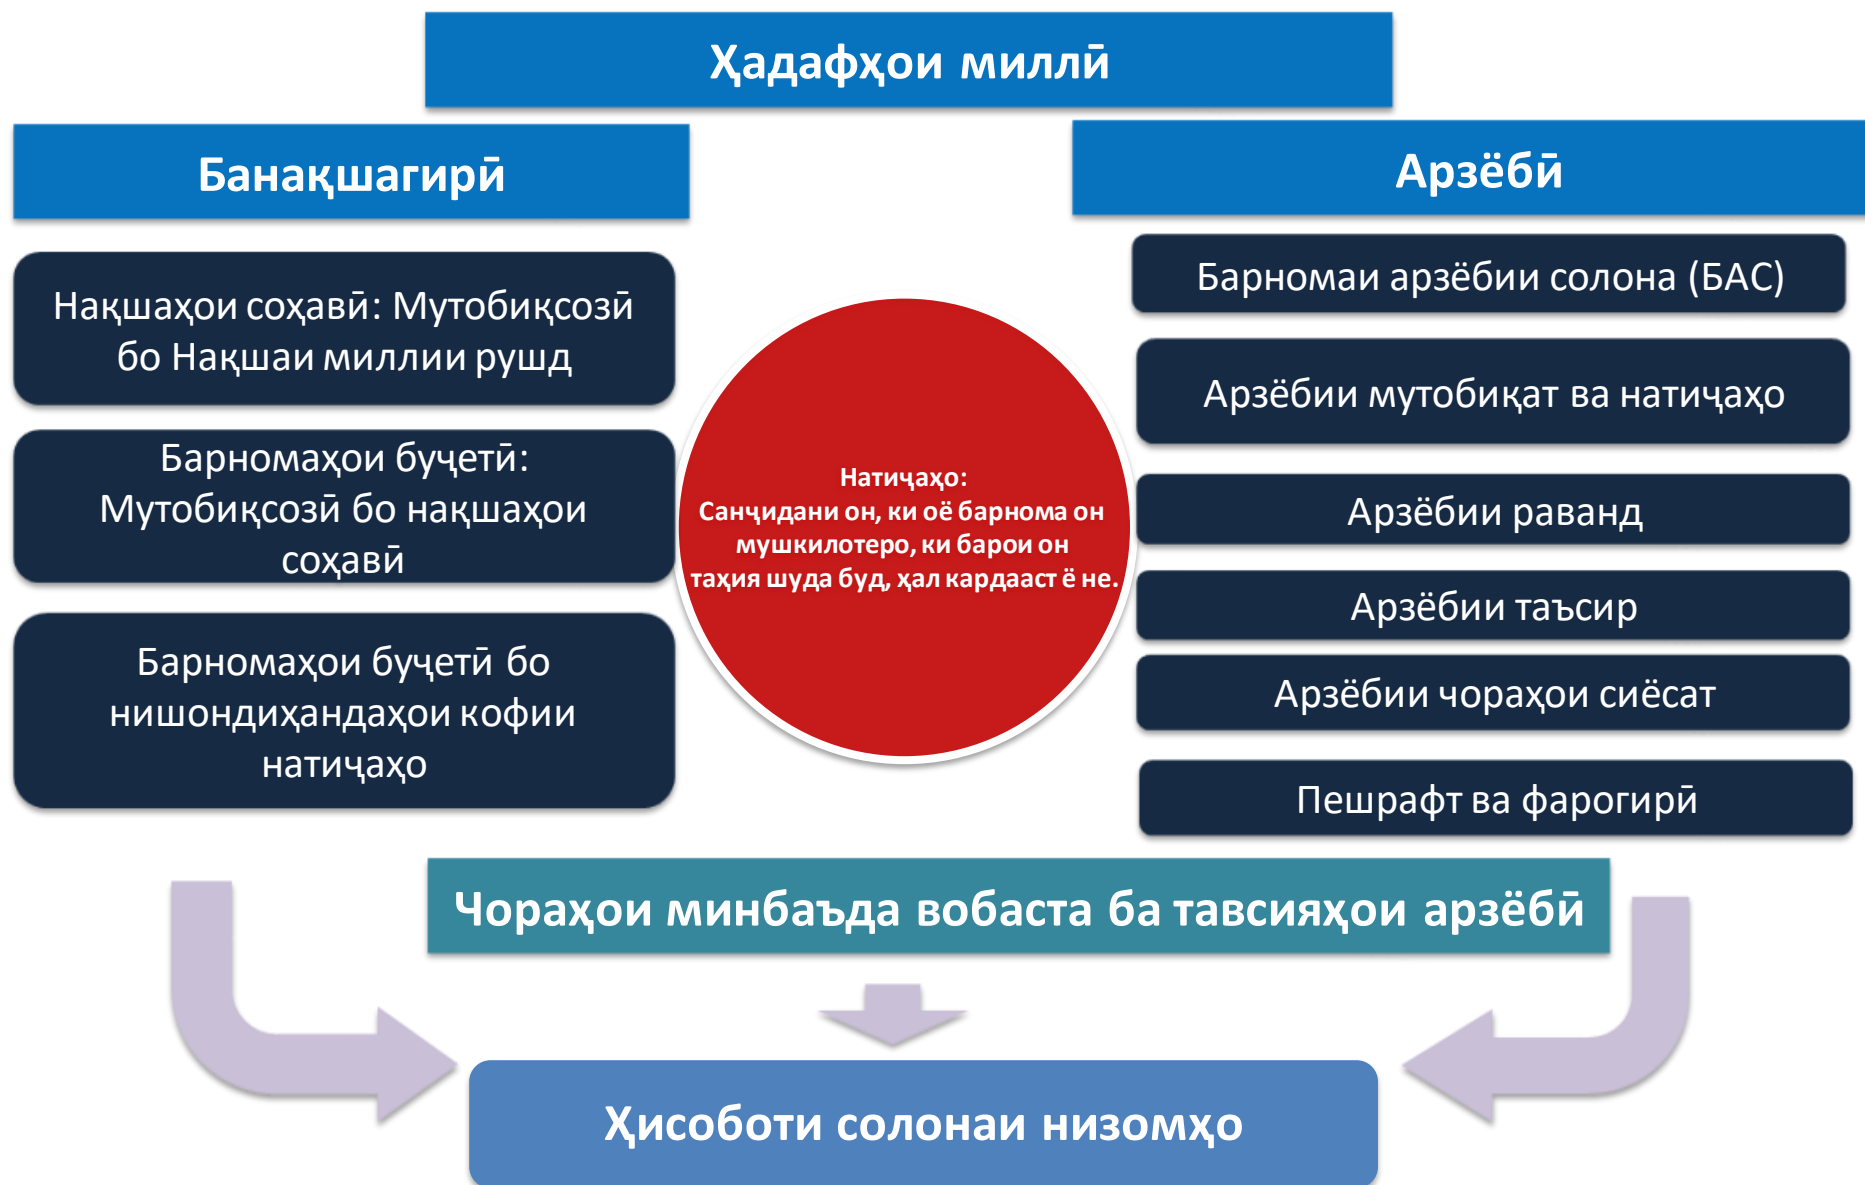 Ҳадафҳои миллӣ
Банақшагирӣ
Нақшаҳои соҳавӣ: Мутобиқсозӣ
бо Нақшаи миллии рушд
Барномаҳои буҷетӣ:
Мутобиқсозӣ бо нақшаҳои
соҳавӣ
Барномаҳои буҷетӣ бо
нишондиҳандаҳои кофии
натиҷаҳо
Натиҷаҳо:
Санҷидани он, ки оё барнома он
мушкилотеро, ки барои он
таҳия шуда буд, ҳал кардааст ё не.
Арзёбӣ
Барномаи арзёбии солона (БАС)
Арзёбии мутобиқат ва натиҷаҳо
Арзёбии раванд
Арзёбии таъсир
Арзёбии чораҳои сиёсат
Пешрафт ва фарогирӣ
Чораҳои минбаъда вобаста ба тавсияҳои арзёбӣ
Ҳисоботи солонаи низомҳо